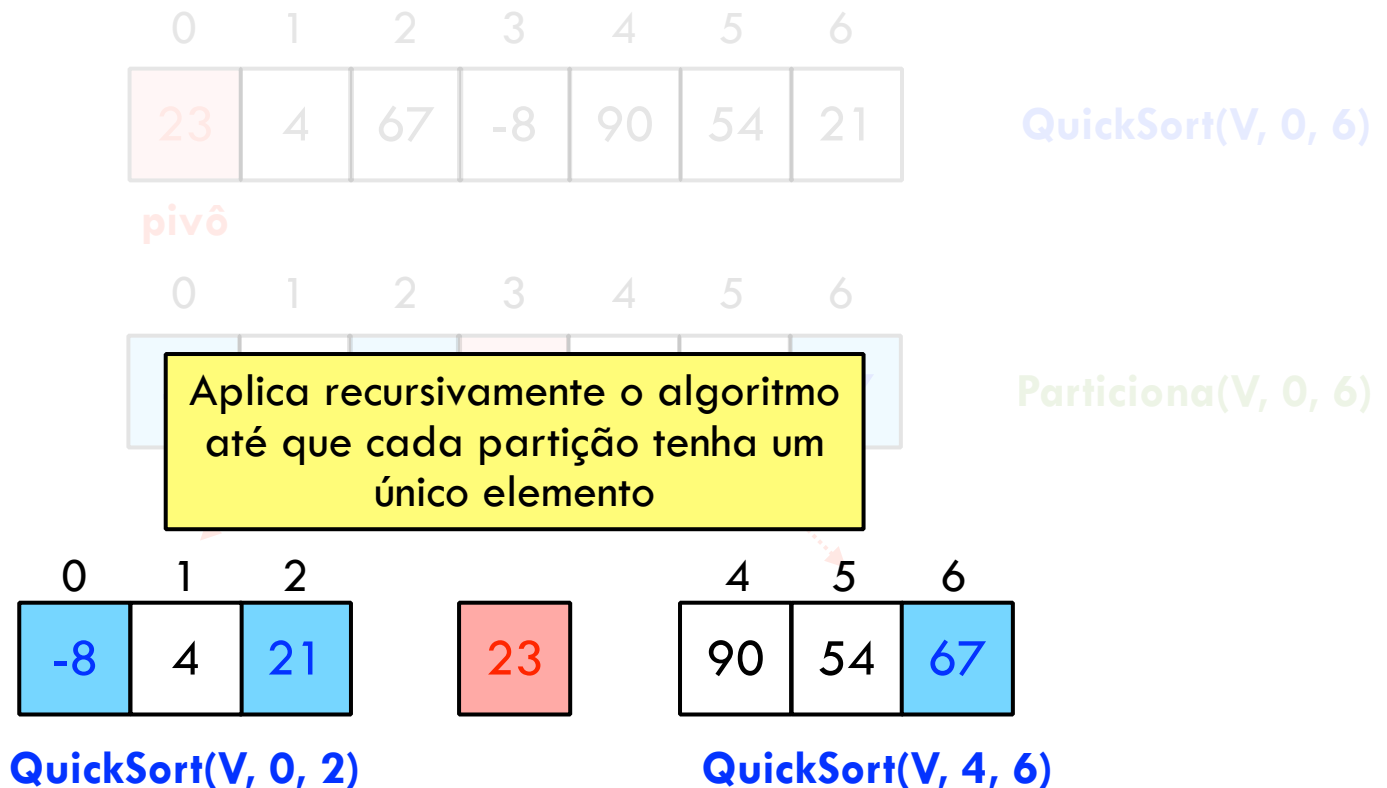 0 1 2 3 4 5 6
23 4 67 -8 90 54 21 QuickSort(V, 0, 6)
pivô
0 1 2 3 4 5 6
Particiona(V, 0, 6)
Aplica recursivamente o algoritmo
até que cada partição tenha um
único elemento
0 1 2 4 5 6
-8 4 21 23 90 54 67
QuickSort(V, 0, 2) QuickSort(V, 4, 6)